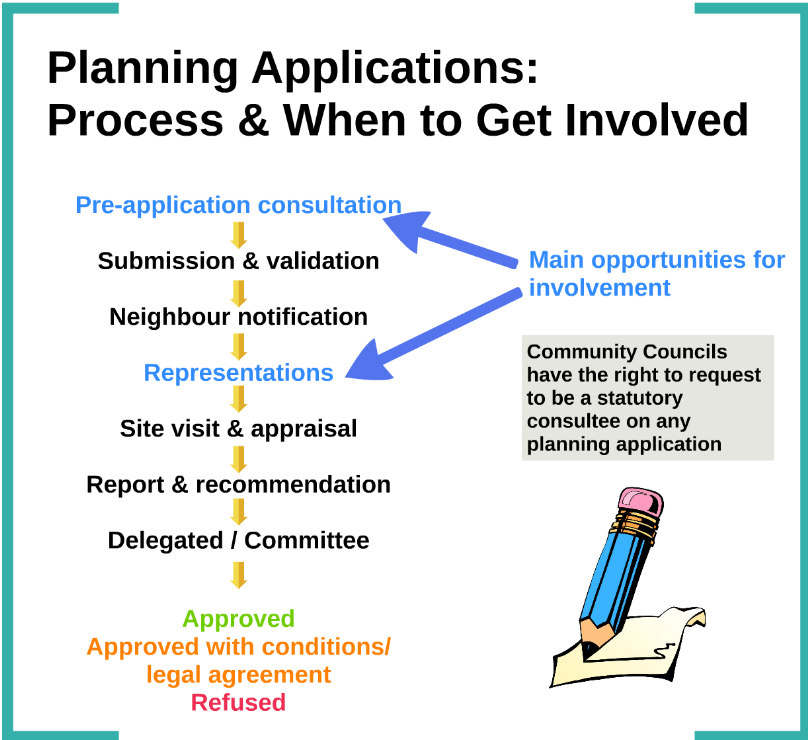 Planning Applications:
Process & When to Get Involved
Pre-application consultation
Submission & validation
Neighbour notification
Representations
Site visit & appraisal
Report & recommendation
Delegated / Committee
Approved
Approved with conditions/
legal agreement
Refused
Main opportunities for
involvement
Community Councils
have the right to request
to be a statutory
consultee on any
planning application